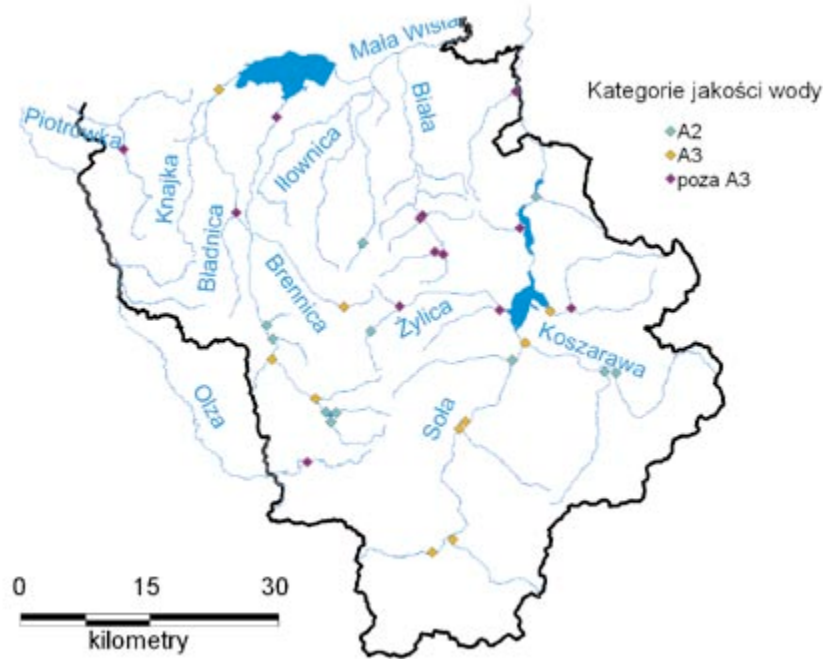 Mała Wisła
Kategorie jakości wody
A2
A3
poza A3
Piotrówka
Knajka
Bładnica
Iłownica
Biała
Brennica
Żylica
Koszarawa
Olza
Soła
0 15 30
kilometry